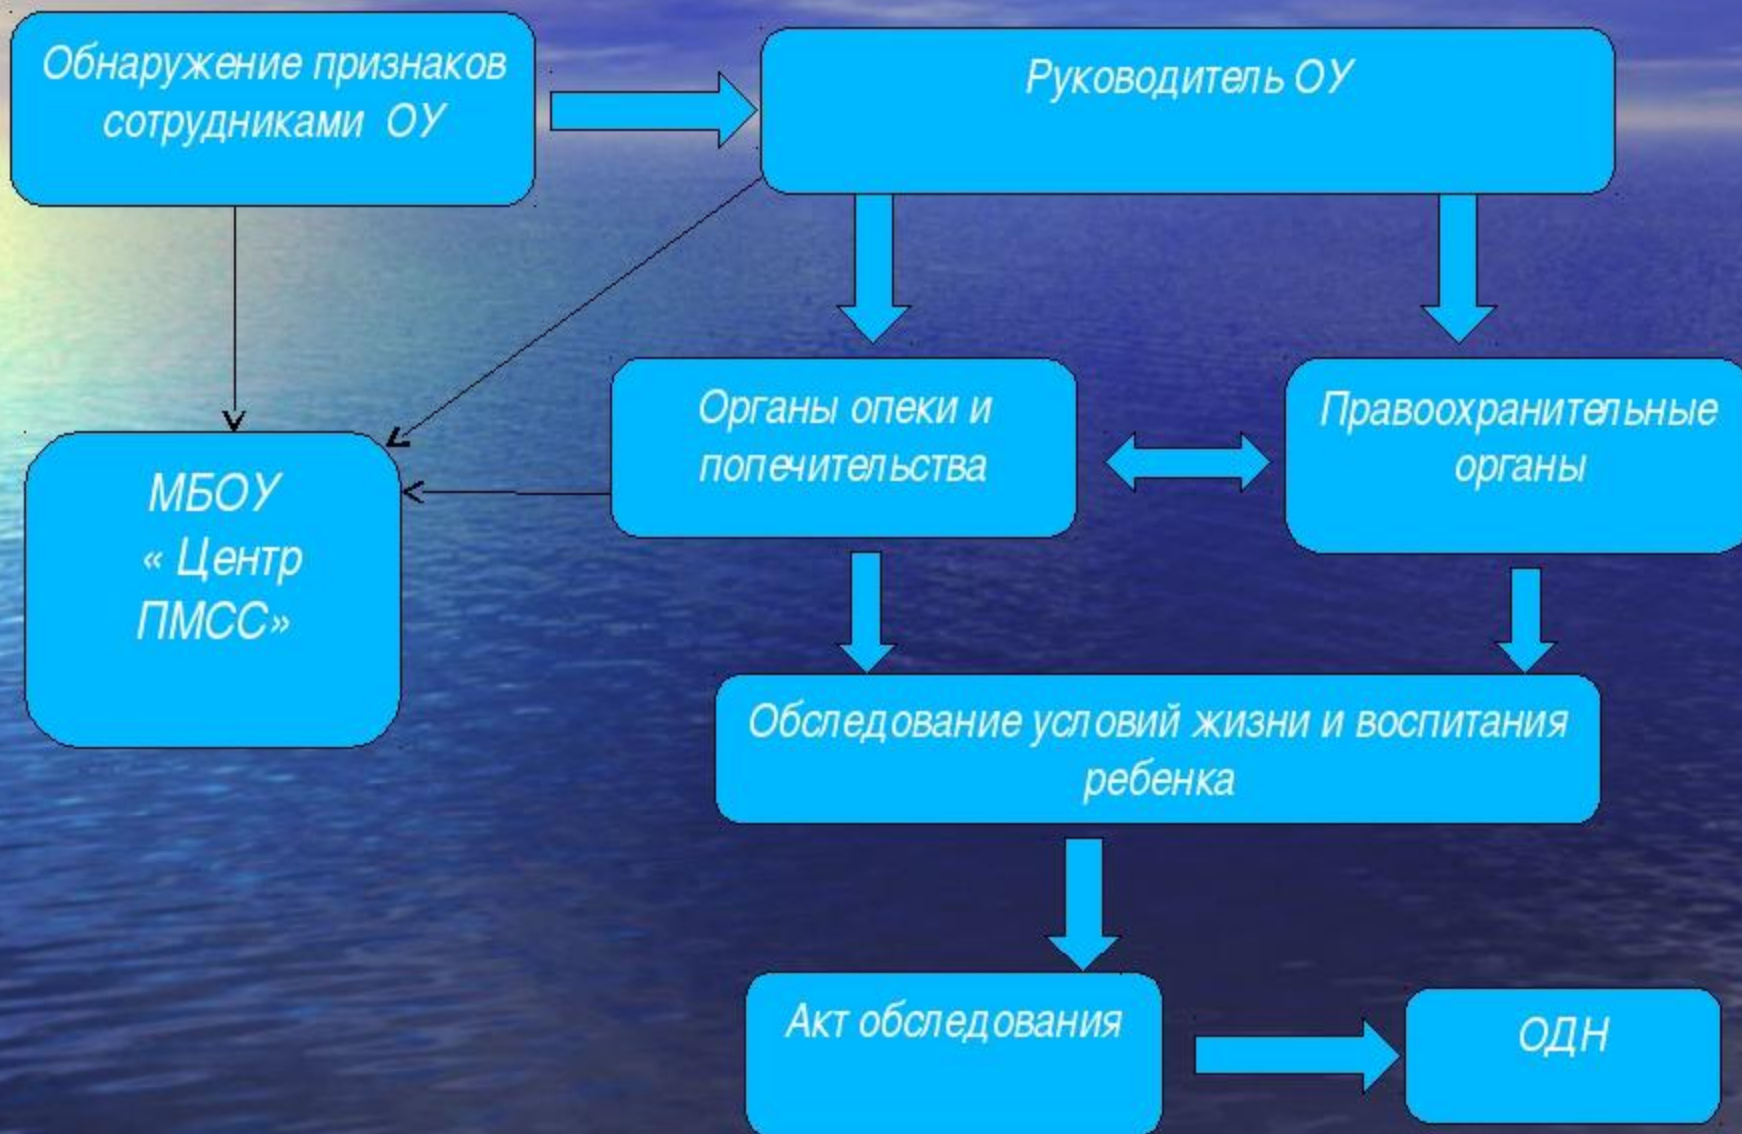 Обнаружение признаков
сотрудниками ОУ
Руководитель ОУ
Органы опеки и
попечительства
Правоохранительные
органы
МБОУ
« Центр
ПМСС»
Обследование условий жизни и воспитания
ребенка
Акт обследования
ОДН